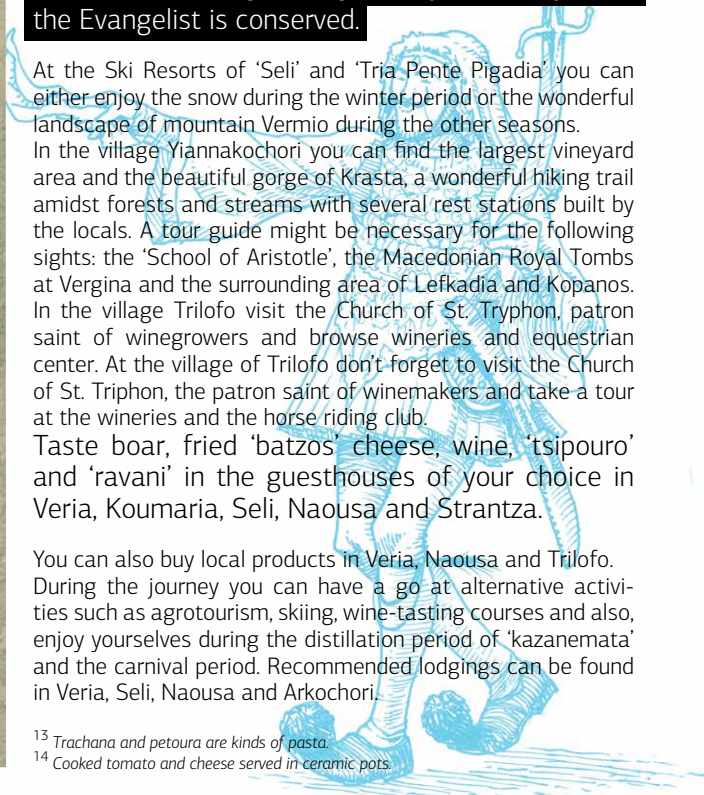 the Evangelist is conserved.
At the Ski Resorts of ‘Seli’ and ‘Tria Pente Pigadia’ you can
either enjoy the snow during the winter period or the wonderful
landscape of mountain Vermio during the other seasons.
In the village Yiannakochori you can find the largest vineyard
area and the beautiful gorge of Krasta, a wonderful hiking trail
amidst forests and streams with several rest stations built by
the locals. A tour guide might be necessary for the following
sights: the ‘School of Aristotle’, the Macedonian Royal Tombs
at Vergina and the surrounding area of Lefkadia and Kopanos.
In the village Trilofo visit the Church of St. Tryphon, patron
saint of winegrowers and browse wineries and equestrian
center. At the village of Trilofo don’t forget to visit the Church
of St. Triphon, the patron saint of winemakers and take a tour
at the wineries and the horse riding club.
Taste boar, fried ‘batzos’ cheese, wine, ‘tsipouro’
and ‘ravani’ in the guesthouses of your choice in
Veria, Koumaria, Seli, Naousa and Strantza.
You can also buy local products in Veria, Naousa and Trilofo.
During the journey you can have a go at alternative activi-
ties such as agrotourism, skiing, wine-tasting courses and also,
enjoy yourselves during the distillation period of ‘kazanemata’
and the carnival period. Recommended lodgings can be found
in Veria, Seli, Naousa and Arkochori.
13 Trachana and petoura are kinds of pasta.
14 Cooked tomato and cheese served in ceramic pots.